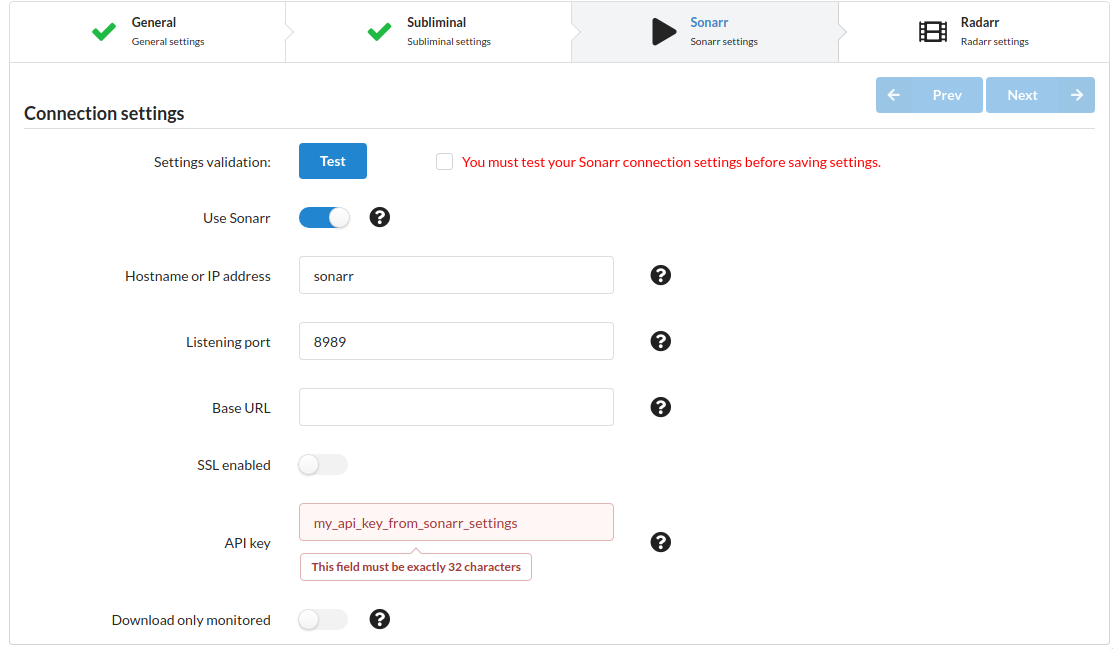 General
General settings
Subliminal
Subliminal settings
Sonarr
Sonarr settings
Radarr
Radarr settings
Prev
Next
Connection settings
Settings validation:
Test
You must test your Sonarr connection settings before saving settings.
Use Sonarr
Hostname or IP address
sonarr
Listening port
8989
Base URL
SSL enabled
API key
my_api_key_from_sonarr_settings
This field must be exactly 32 characters
Download only monitored